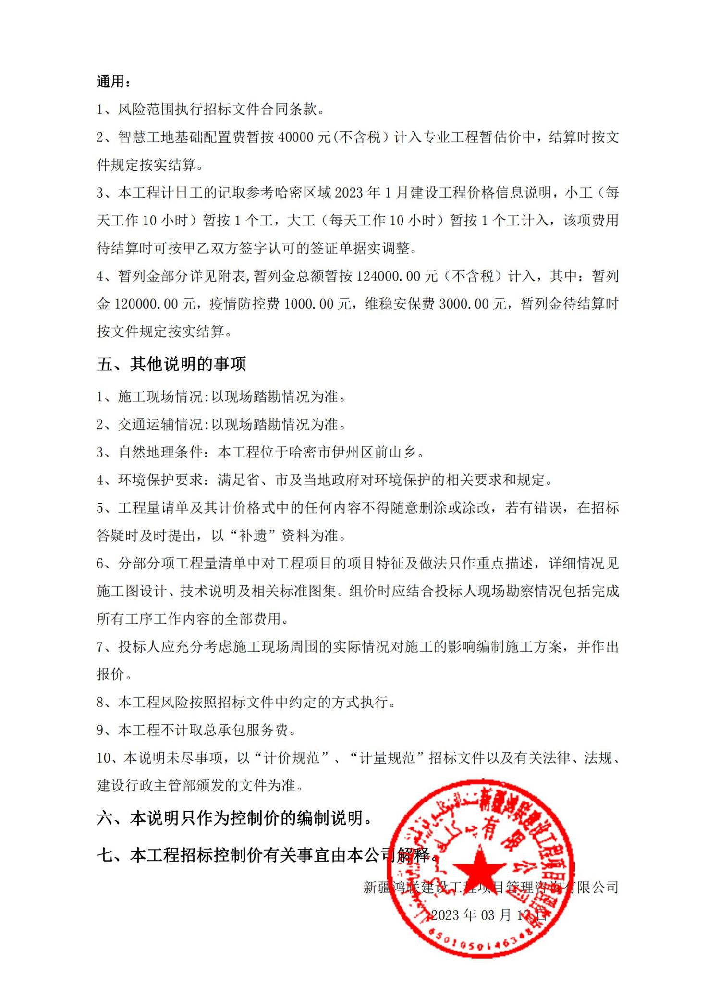 通用：
1、风险范围执行招标文件合同条款。
2、智慧工地基础配置费暂按 40000 元(不含税）计入专业工程暂估价中，结算时按文
件规定按实结算。
3、本工程计日工的记取参考哈密区域 2023 年 1 月建设工程价格信息说明，小工（每
天工作 10 小时）暂按 1 个工，大工（每天工作 10 小时）暂按 1 个工计入，该项费用
待结算时可按甲乙双方签字认可的签证单据实调整。
4、暂列金部分详见附表,暂列金总额暂按 124000.00 元（不含税）计入，其中：暂列
金 120000.00 元，疫情防控费 1000.00 元，维稳安保费 3000.00 元，暂列金待结算时
按文件规定按实结算。
五、其他说明的事项
1、施工现场情况:以现场踏勘情况为准。
2、交通运辅情况:以现场踏勘情况为准。
3、自然地理条件：本工程位于哈密市伊州区前山乡。
4、环境保护要求：满足省、市及当地政府对环境保护的相关要求和规定。
5、工程量请单及其计价格式中的任何内容不得随意删涂或涂改，若有错误，在招标
答疑时及时提出，以“补遗”资料为准。
6、分部分项工程量清单中对工程项目的项目特征及做法只作重点描述，详细情况见
施工图设计、技术说明及相关标准图集。组价时应结合投标人现场勘察情况包括完成
所有工序工作内容的全部费用。
7、投标人应充分考虑施工现场周围的实际情况对施工的影响编制施工方案，并作出
报价。
8、本工程风险按照招标文件中约定的方式执行。
9、本工程不计取总承包服务费。
10、本说明未尽事项，以“计价规范”、“计量规范”招标文件以及有关法律、法规、
建设行政主管部颁发的文件为准。
六、本说明只作为控制价的编制说明。
七、本工程招标控制价有关事宜由本公司解释。
新疆鸿联建设工程项目管理咨询有限公司
2023 年 03 月 17 日
新疆鸿联建设工程项目管理咨询
有限公司
6501050146348